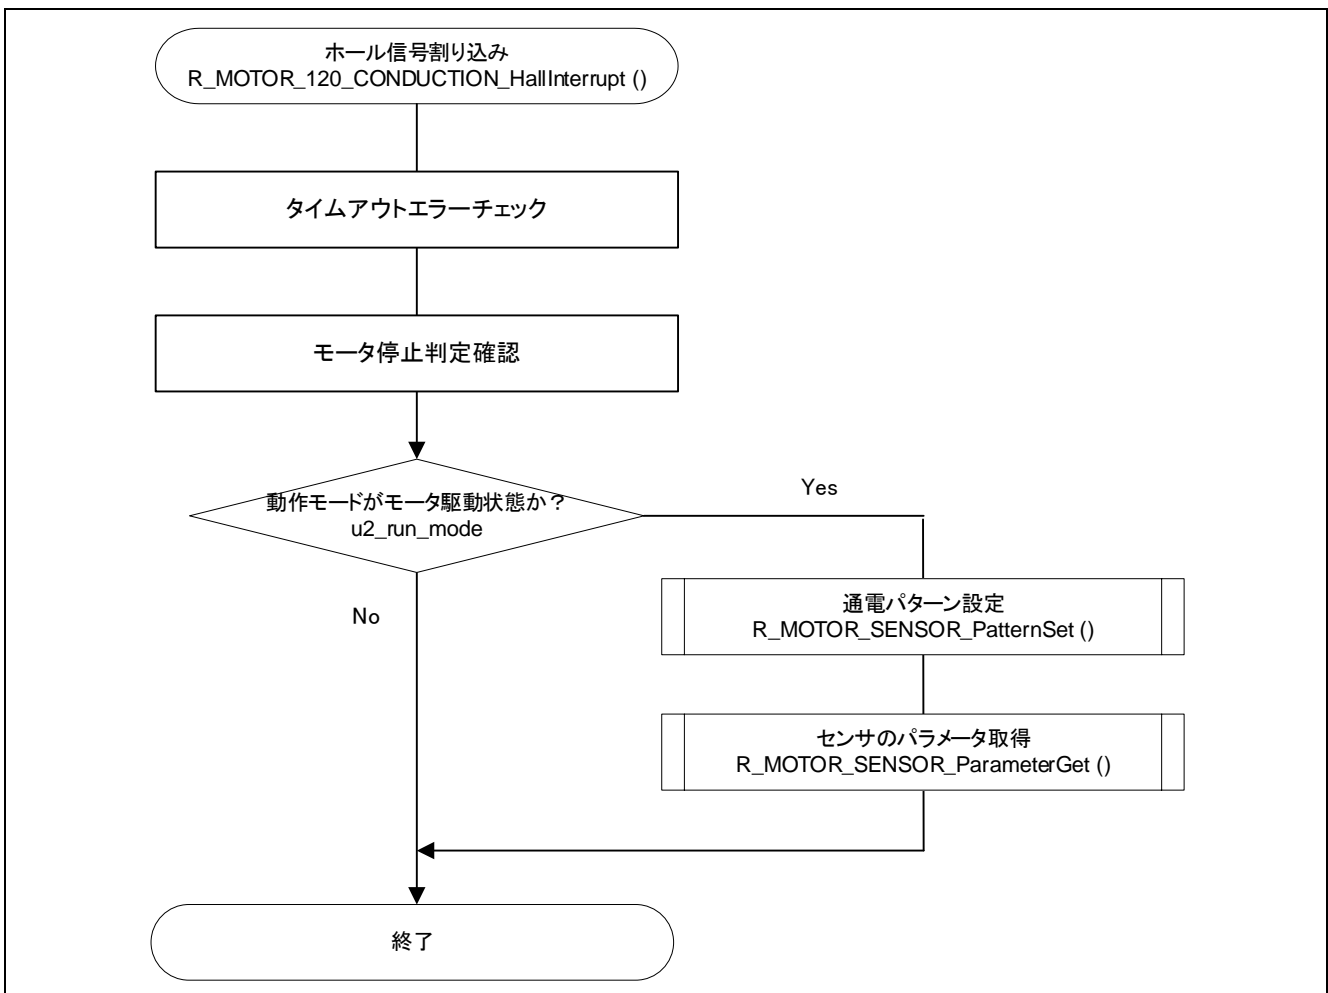 ホール信号割り込み
R_MOTOR_120_CONDUCTION_HallInterrupt ()
タイムアウトエラーチェック
モータ停止判定確認
動作モードがモータ駆動状態か？
u2_run_mode
Yes
No
通電パターン設定
R_MOTOR_SENSOR_PatternSet ()
センサのパラメータ取得
R_MOTOR_SENSOR_ParameterGet ()
終了